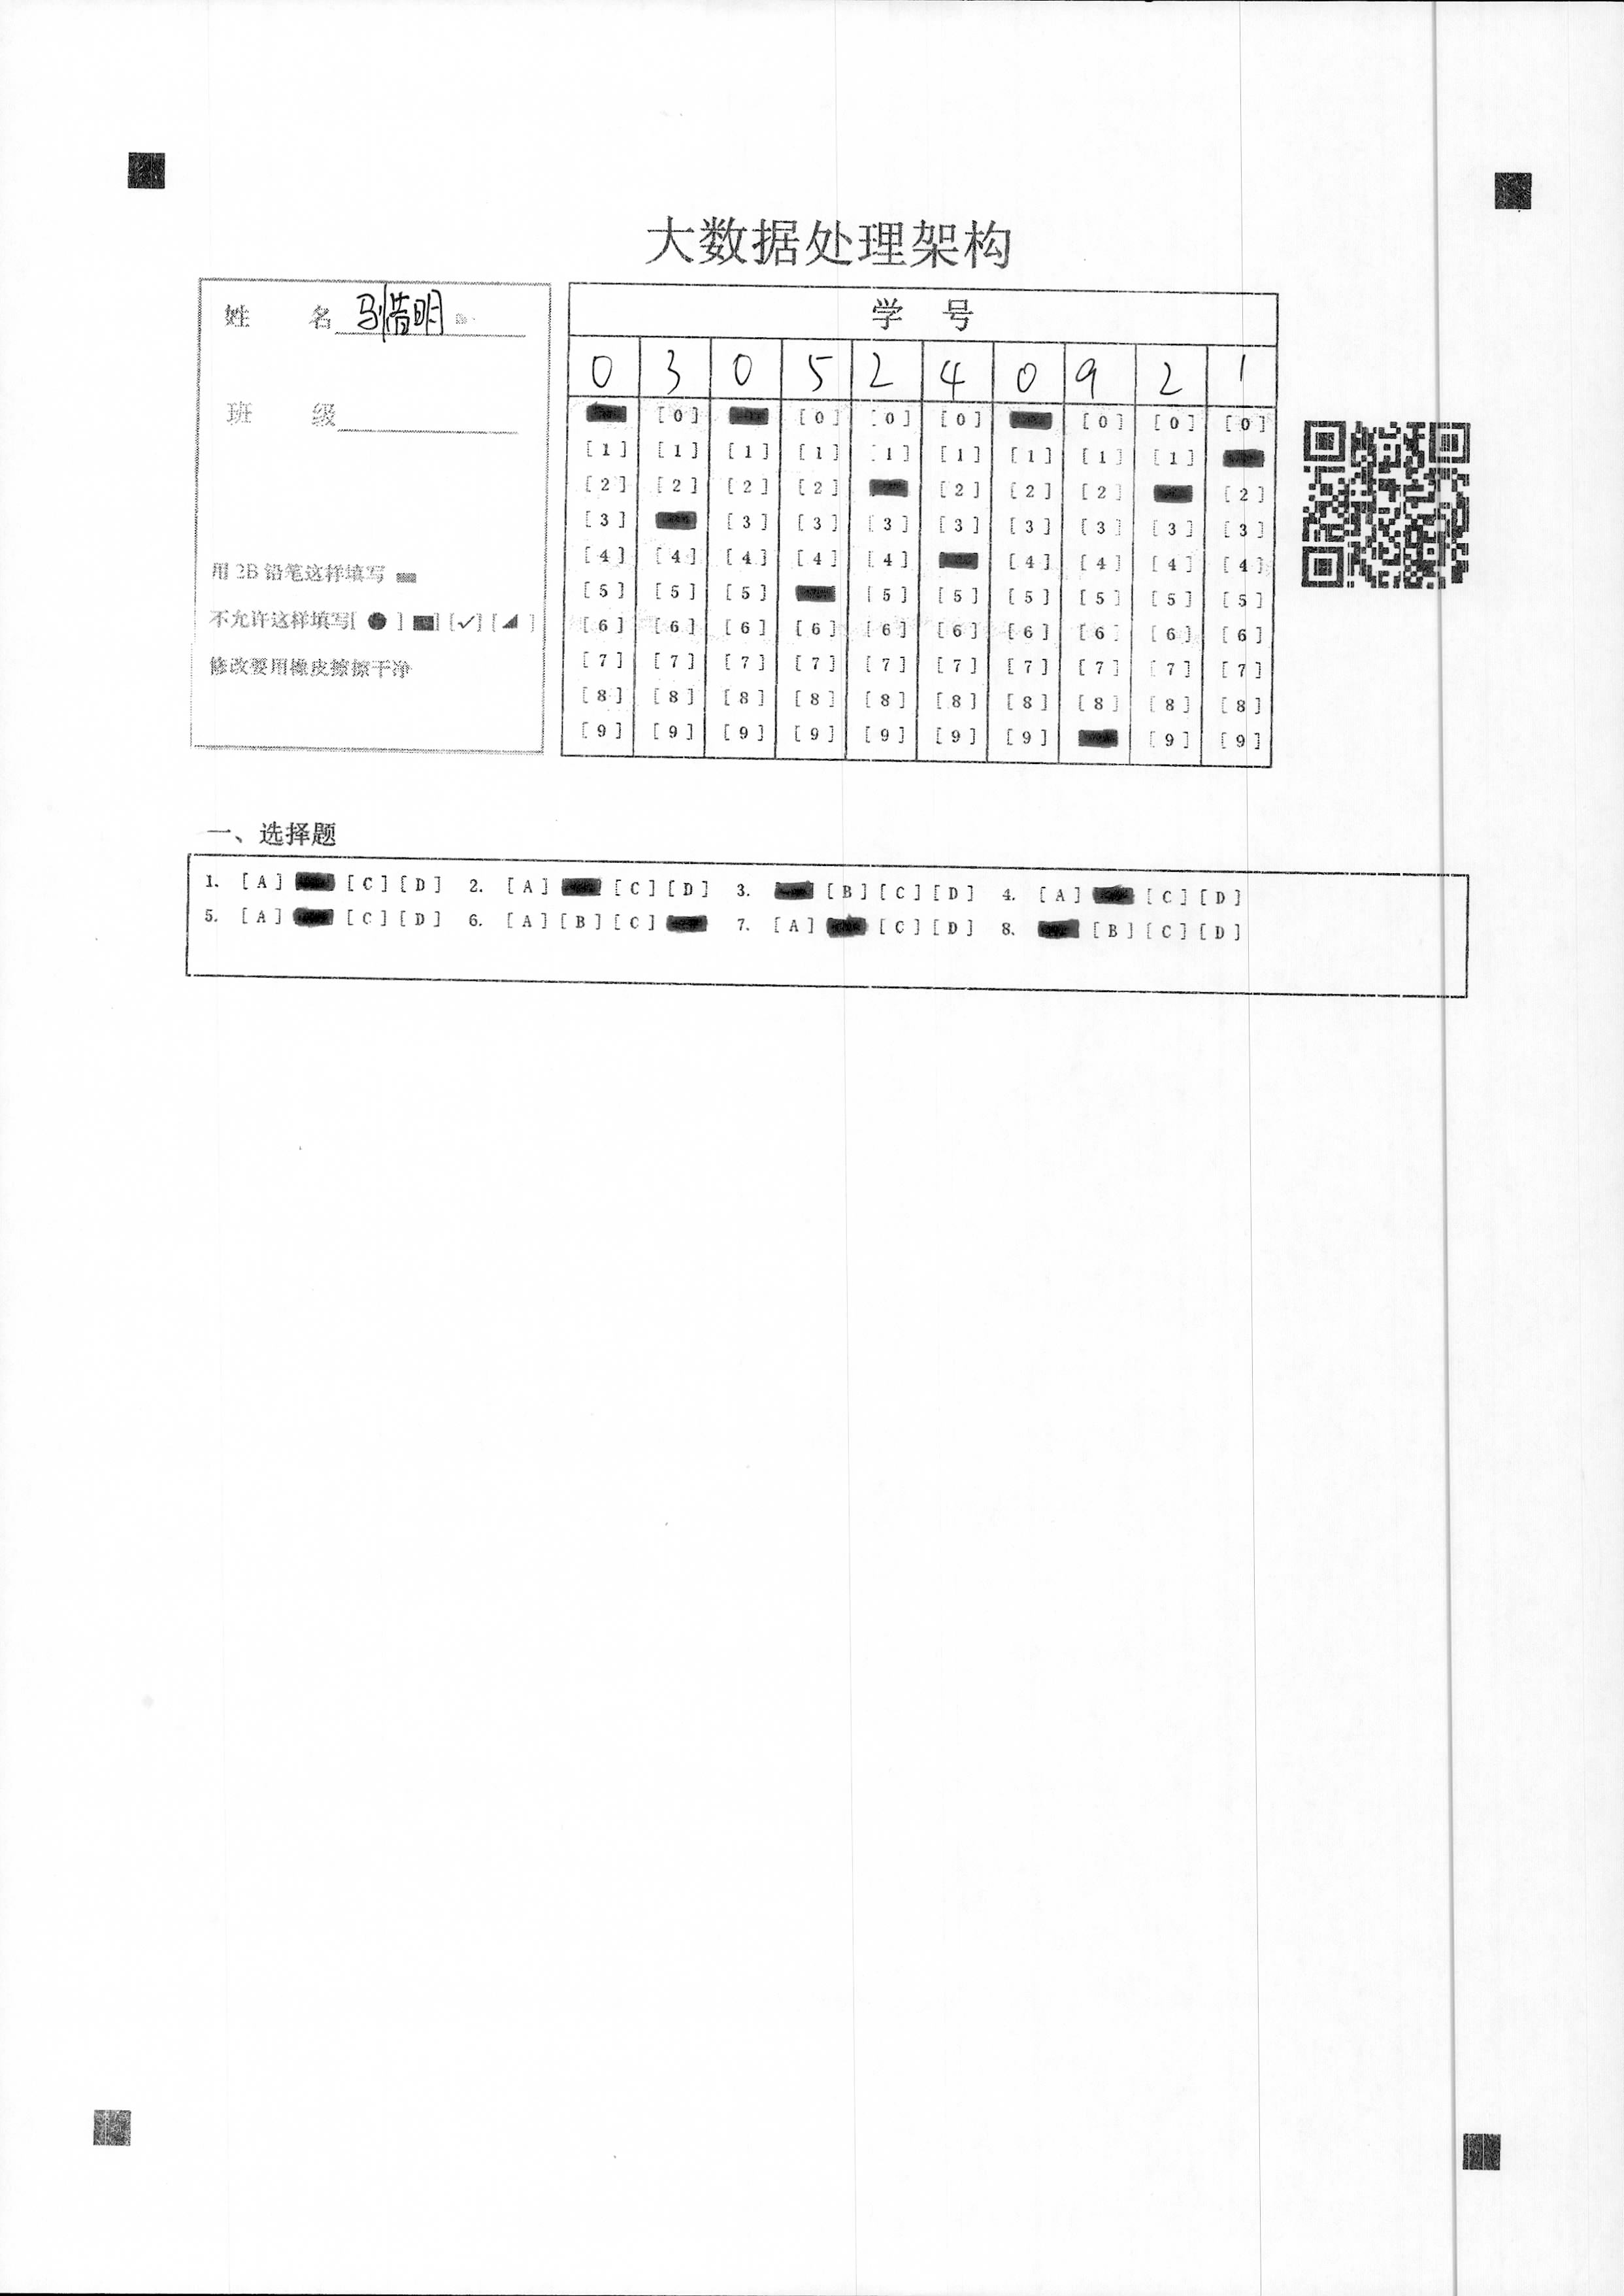 大数据处理架构
姓 名
班 级
用 2B 铅笔这样填写
不允许这样填写[ ● ] [✓] [◢ ]
修改要用橡皮擦擦干净
学 号
0 3 0 5 2 4 0 9 2 1
[0] [0] [0] [0] [0] [0] [0]
[1] [1] [1] [1] [1] [1] [1] [1] [1]
[2] [2] [2] [2] [2] [2] [2] [2]
[3] [3] [3] [3] [3] [3] [3] [3] [3]
[4] [4] [4] [4] [4] [4] [4] [4] [4]
[5] [5] [5] [5] [5] [5] [5] [5] [5]
[6] [6] [6] [6] [6] [6] [6] [6] [6] [6]
[7] [7] [7] [7] [7] [7] [7] [7] [7] [7]
[8] [8] [8] [8] [8] [8] [8] [8] [8] [8]
[9] [9] [9] [9] [9] [9] [9] [9] [9]
一、选择题
1. [A] [C] [D] 2. [A] [C] [D] 3. [B] [C] [D] 4. [A] [C] [D]
5. [A] [C] [D] 6. [A] [B] [C] 7. [A] [C] [D] 8. [B] [C] [D]